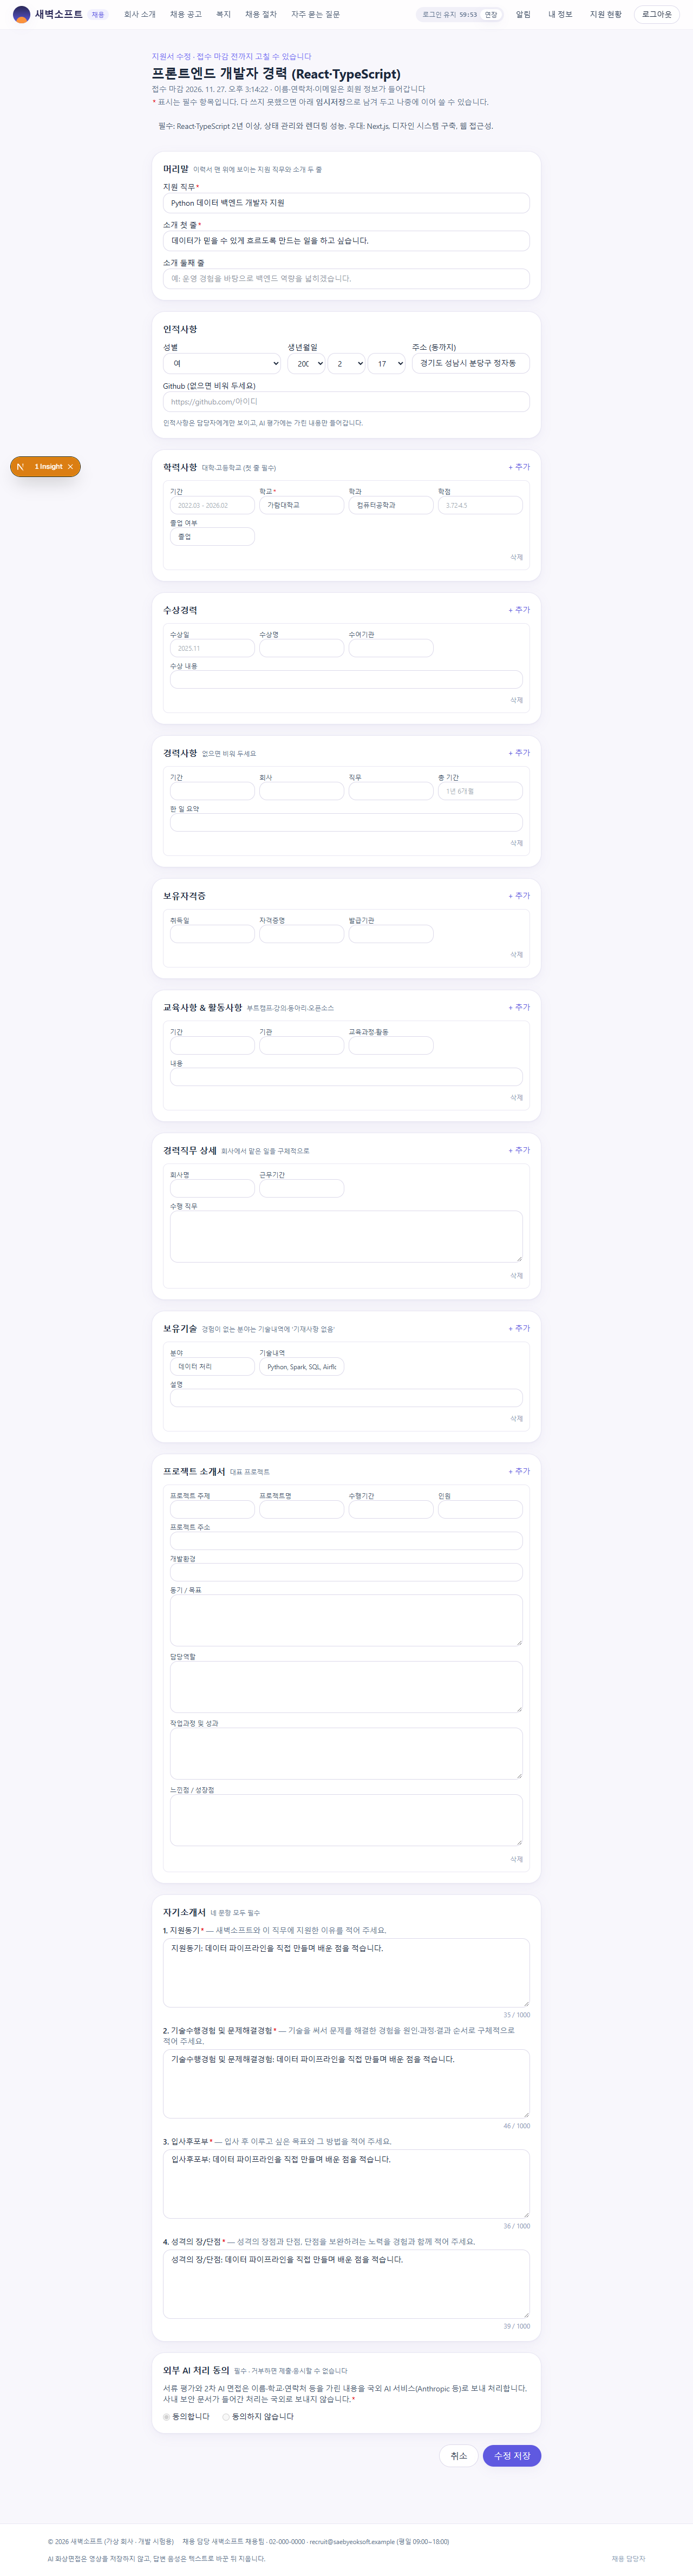 새벽소프트 채용 회사 소개 채용 공고 복지 채용 절차 자주 묻는 질문 로그인 유지 59:53 연장 알림 내 정보 지원 현황 로그아웃
지원서 수정 · 접수 마감 전까지 고칠 수 있습니다
프론트엔드 개발자 경력 (React·TypeScript)
접수 마감 2026. 11. 27. 오후 3:14:22 · 이름·연락처·이메일은 회원 정보가 들어갑니다
* 표시는 필수 항목입니다. 다 쓰지 못했으면 아래 임시저장으로 남겨 두고 나중에 이어 쓸 수 있습니다.
필수: React·TypeScript 2년 이상, 상태 관리와 렌더링 성능. 우대: Next.js, 디자인 시스템 구축, 웹 접근성.
머리말 이력서 맨 위에 보이는 지원 직무와 소개 두 줄
지원 직무*
Python 데이터 백엔드 개발자 지원
소개 첫 줄*
데이터가 믿을 수 있게 흐르도록 만드는 일을 하고 싶습니다.
소개 둘째 줄
예: 운영 경험을 바탕으로 백엔드 역량을 넓히겠습니다.
인적사항
성별 생년월일 주소 (동까지)
여 200 2 17 경기도 성남시 분당구 정자동
Github (없으면 비워 두세요)
https://github.com/아이디
인적사항은 담당자에게만 보이고, AI 평가에는 가린 내용만 들어갑니다.
1 Insight
학력사항 대학·고등학교 (첫 줄 필수) + 추가
기간 학교* 학과 학점
2022.03 - 2026.02 가람대학교 컴퓨터공학과 3.72/4.5
졸업 여부
졸업
삭제
수상경력 + 추가
수상일 수상명 수여기관
2025.11
수상 내용
삭제
경력사항 없으면 비워 두세요 + 추가
기간 회사 직무 총 기간
1년 6개월
한 일 요약
삭제
보유자격증 + 추가
취득일 자격증명 발급기관
삭제
교육사항 & 활동사항 부트캠프·강의·동아리·오픈소스 + 추가
기간 기관 교육과정·활동
내용
삭제
경력직무 상세 회사에서 맡은 일을 구체적으로 + 추가
회사명 근무기간
수행 직무
삭제
보유기술 경험이 없는 분야는 기술내역에 '기재사항 없음' + 추가
분야 기술내역
데이터 처리 Python, Spark, SQL, Airflo
설명
삭제
프로젝트 소개서 대표 프로젝트 + 추가
프로젝트 주제 프로젝트명 수행기간 인원
프로젝트 주소
개발환경
동기 / 목표
담당역할
작업과정 및 성과
느낀점 / 성장점
삭제
자기소개서 네 문항 모두 필수
1. 지원동기* — 새벽소프트와 이 직무에 지원한 이유를 적어 주세요.
지원동기: 데이터 파이프라인을 직접 만들며 배운 점을 적습니다.
35 / 1000
2. 기술수행경험 및 문제해결경험* — 기술을 써서 문제를 해결한 경험을 원인·과정·결과 순서로 구체적으로
적어 주세요.
기술수행경험 및 문제해결경험: 데이터 파이프라인을 직접 만들며 배운 점을 적습니다.
46 / 1000
3. 입사후포부* — 입사 후 이루고 싶은 목표와 그 방법을 적어 주세요.
입사후포부: 데이터 파이프라인을 직접 만들며 배운 점을 적습니다.
36 / 1000
4. 성격의 장/단점* — 성격의 장점과 단점, 단점을 보완하려는 노력을 경험과 함께 적어 주세요.
성격의 장/단점: 데이터 파이프라인을 직접 만들며 배운 점을 적습니다.
39 / 1000
외부 AI 처리 동의 필수 · 거부하면 제출·응시할 수 없습니다
서류 평가와 2차 AI 면접은 이름·학교·연락처 등을 가린 내용을 국외 AI 서비스(Anthropic 등)로 보내 처리합니다.
사내 보안 문서가 들어간 처리는 국외로 보내지 않습니다.*
동의합니다 동의하지 않습니다
취소 수정 저장
© 2026 새벽소프트 (가상 회사 · 개발 시험용) 채용 담당 새벽소프트 채용팀 · 02-000-0000 · recruit@saebyeoksoft.example (평일 09:00~18:00)
AI 화상면접은 영상을 저장하지 않고, 답변 음성은 텍스트로 바꾼 뒤 지웁니다. 채용 담당자